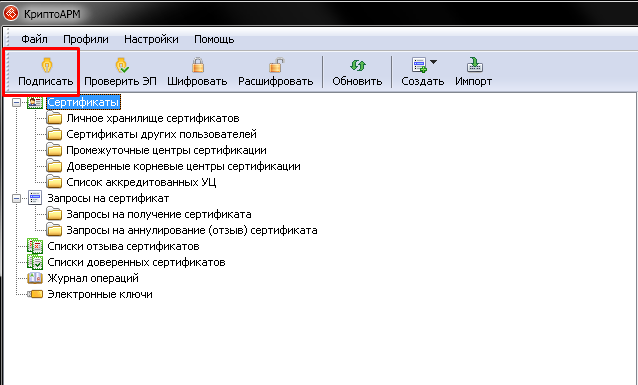 КриптоАРМ
Файл Профили Настройки Помощь
Подписать Проверить ЭП Шифровать Расшифровать Обновить Создать Импорт
Сертификаты
Личное хранилище сертификатов
Сертификаты других пользователей
Промежуточные центры сертификации
Доверенные корневые центры сертификации
Список аккредитованных УЦ
Запросы на сертификат
Запросы на получение сертификата
Запросы на аннулирование (отзыв) сертификата
Списки отзыва сертификатов
Списки доверенных сертификатов
Журнал операций
Электронные ключи